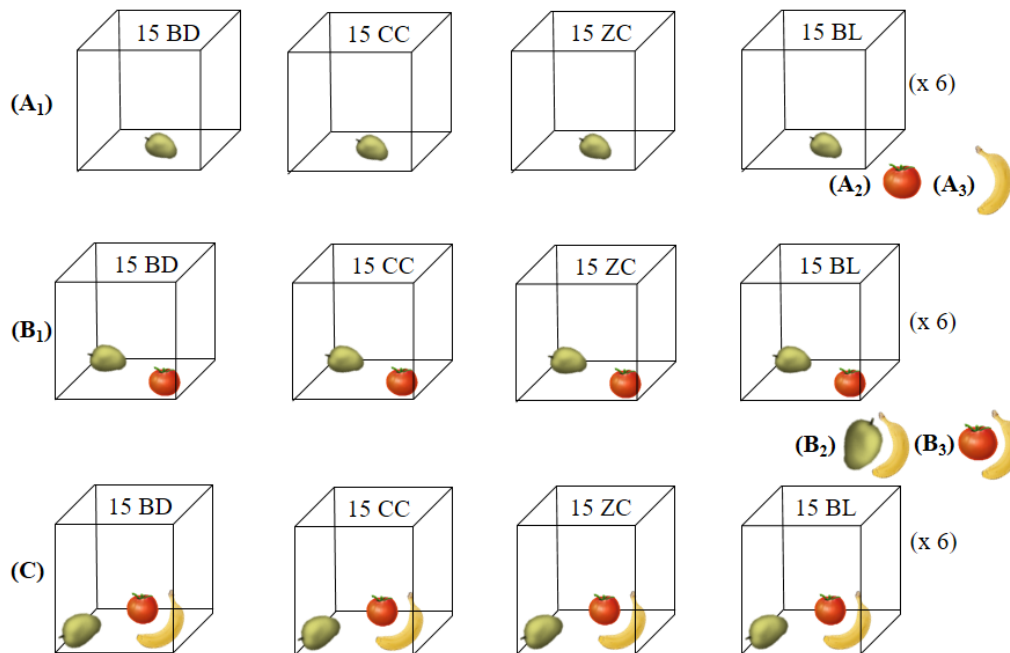 15 BD 15 CC 15 ZC 15 BL
(A₁) (x 6)
(A₂) (A₃)
15 BD 15 CC 15 ZC 15 BL
(B₁) (x 6)
(B₂) (B₃)
15 BD 15 CC 15 ZC 15 BL
(C) (x 6)